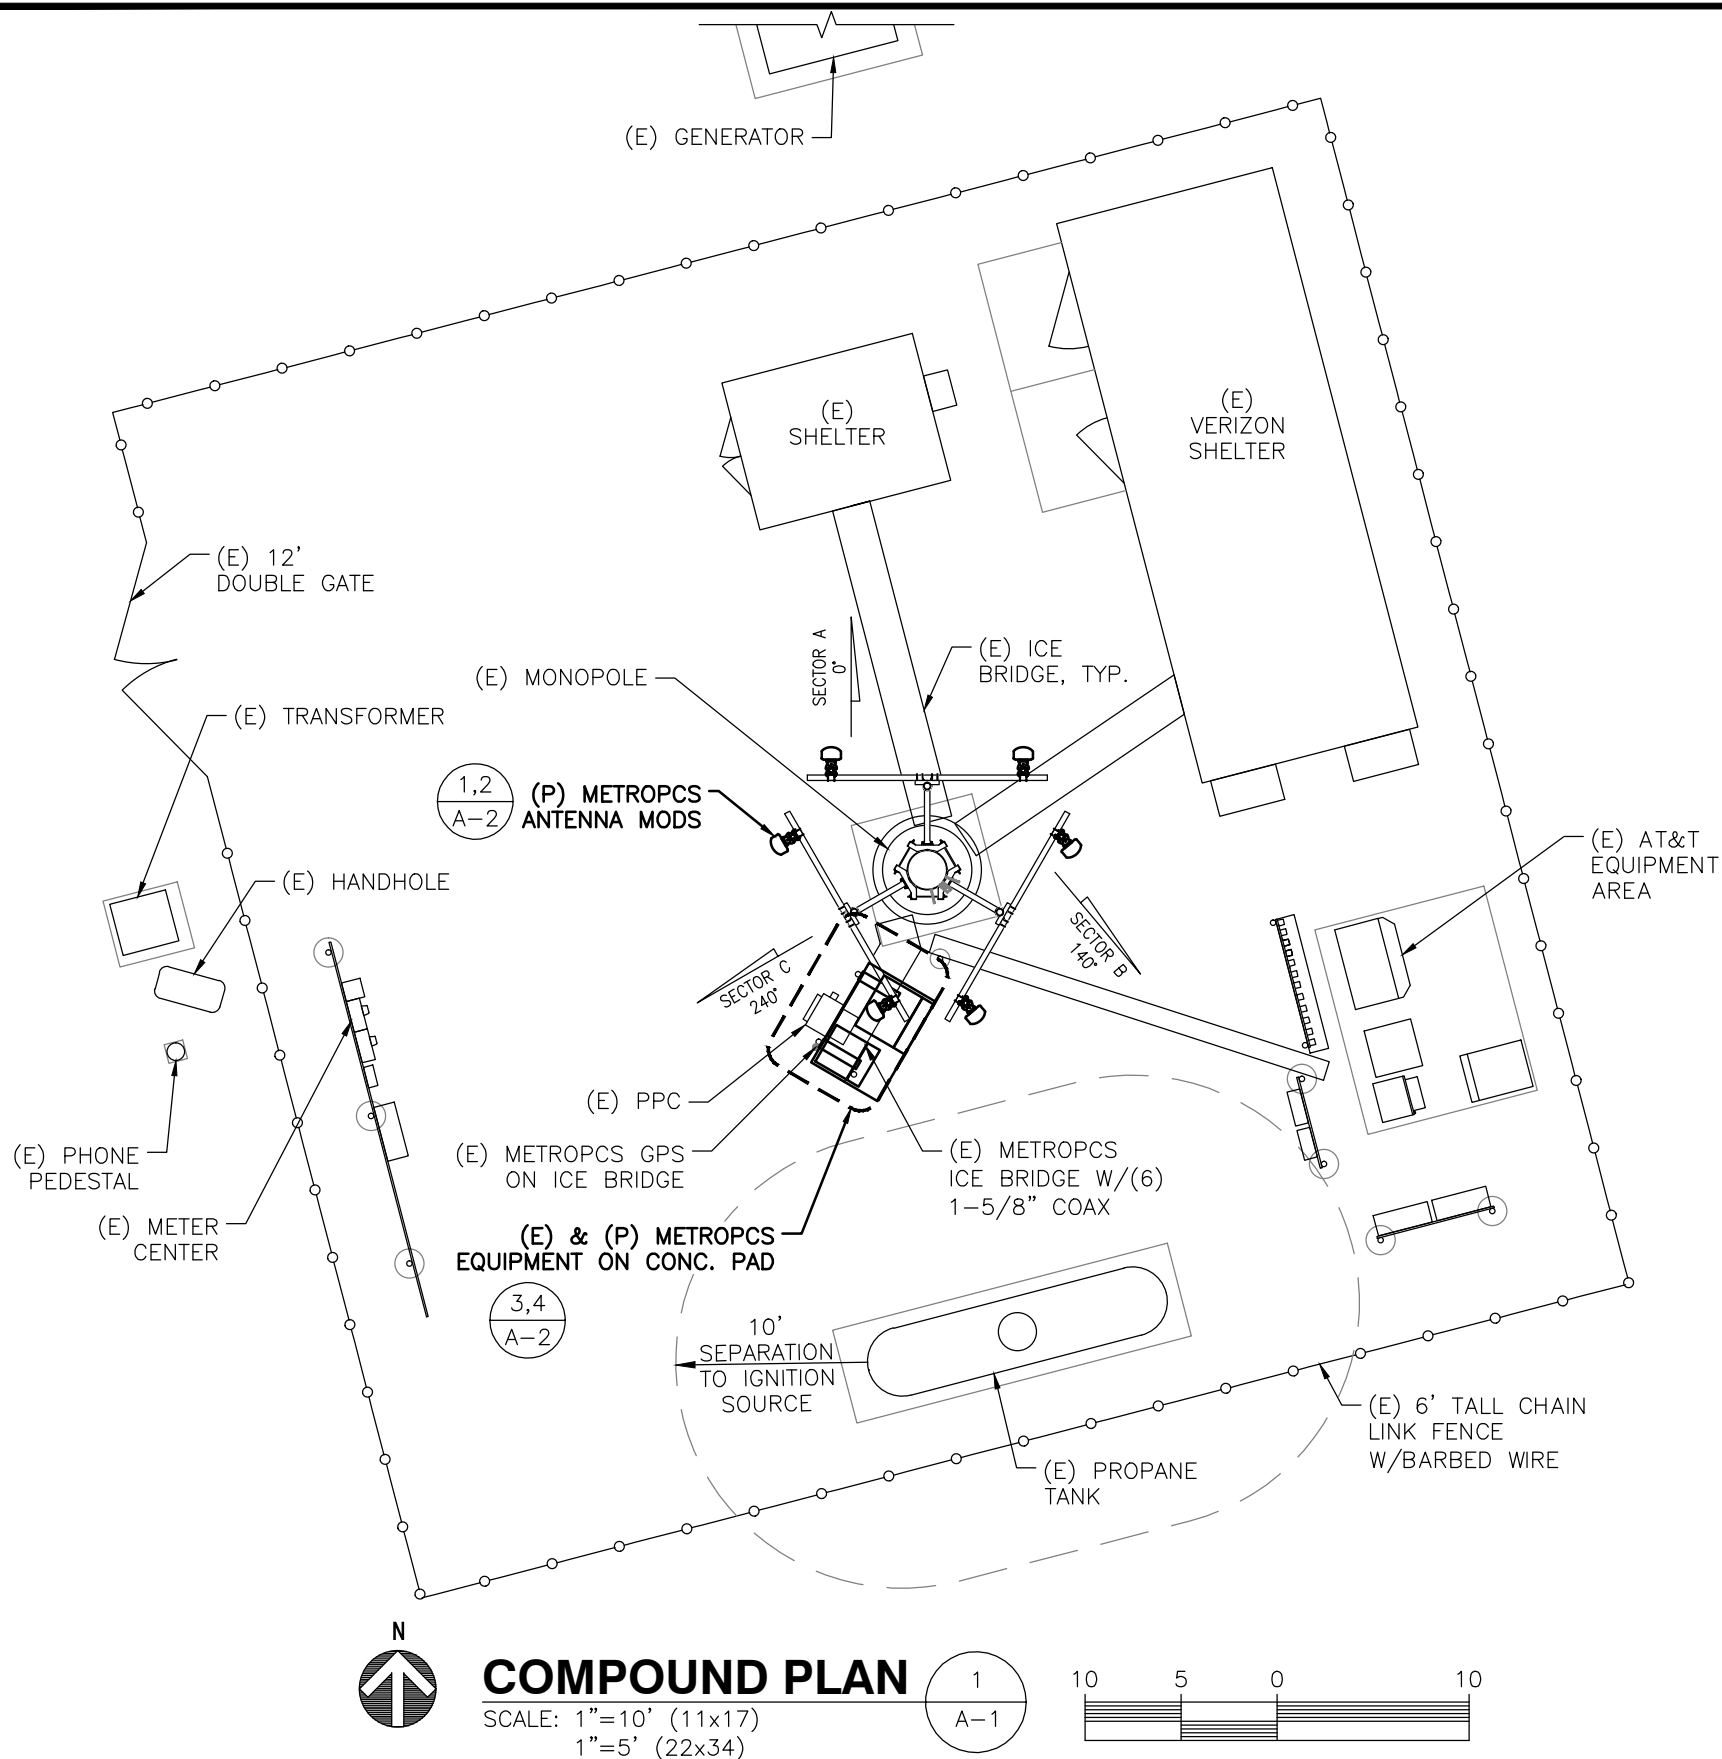 (E) GENERATOR
(E)
SHELTER
(E)
VERIZON
SHELTER
(E) 12'
DOUBLE GATE
SECTOR A
0°
(E) ICE
BRIDGE, TYP.
(E) MONOPOLE
(E) TRANSFORMER
1,2
A-2
(P) METROPCS
ANTENNA MODS
(E) AT&T
EQUIPMENT
AREA
(E) HANDHOLE
SECTOR B
140°
SECTOR C
240°
(E) PPC
(E) METROPCS GPS
ON ICE BRIDGE
(E) METROPCS
ICE BRIDGE W/(6)
1-5/8" COAX
(E) PHONE
PEDESTAL
(E) METER
CENTER
(E) & (P) METROPCS
EQUIPMENT ON CONC. PAD
3,4
A-2
10'
SEPARATION
TO IGNITION
SOURCE
(E) 6' TALL CHAIN
LINK FENCE
W/BARBED WIRE
(E) PROPANE
TANK
N
COMPOUND PLAN
SCALE: 1"=10' (11x17)
1"=5' (22x34)
1
A-1
10 5 0 10